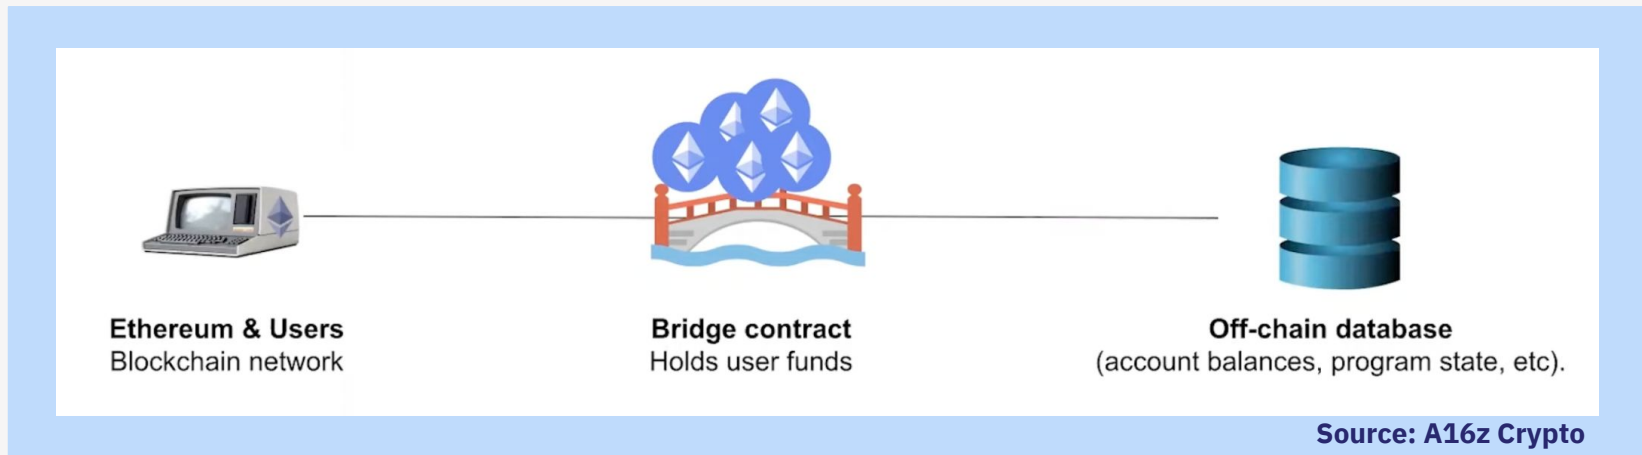 Ethereum & Users
Blockchain network
Bridge contract
Holds user funds
Off-chain database
(account balances, program state, etc).
Source: A16z Crypto